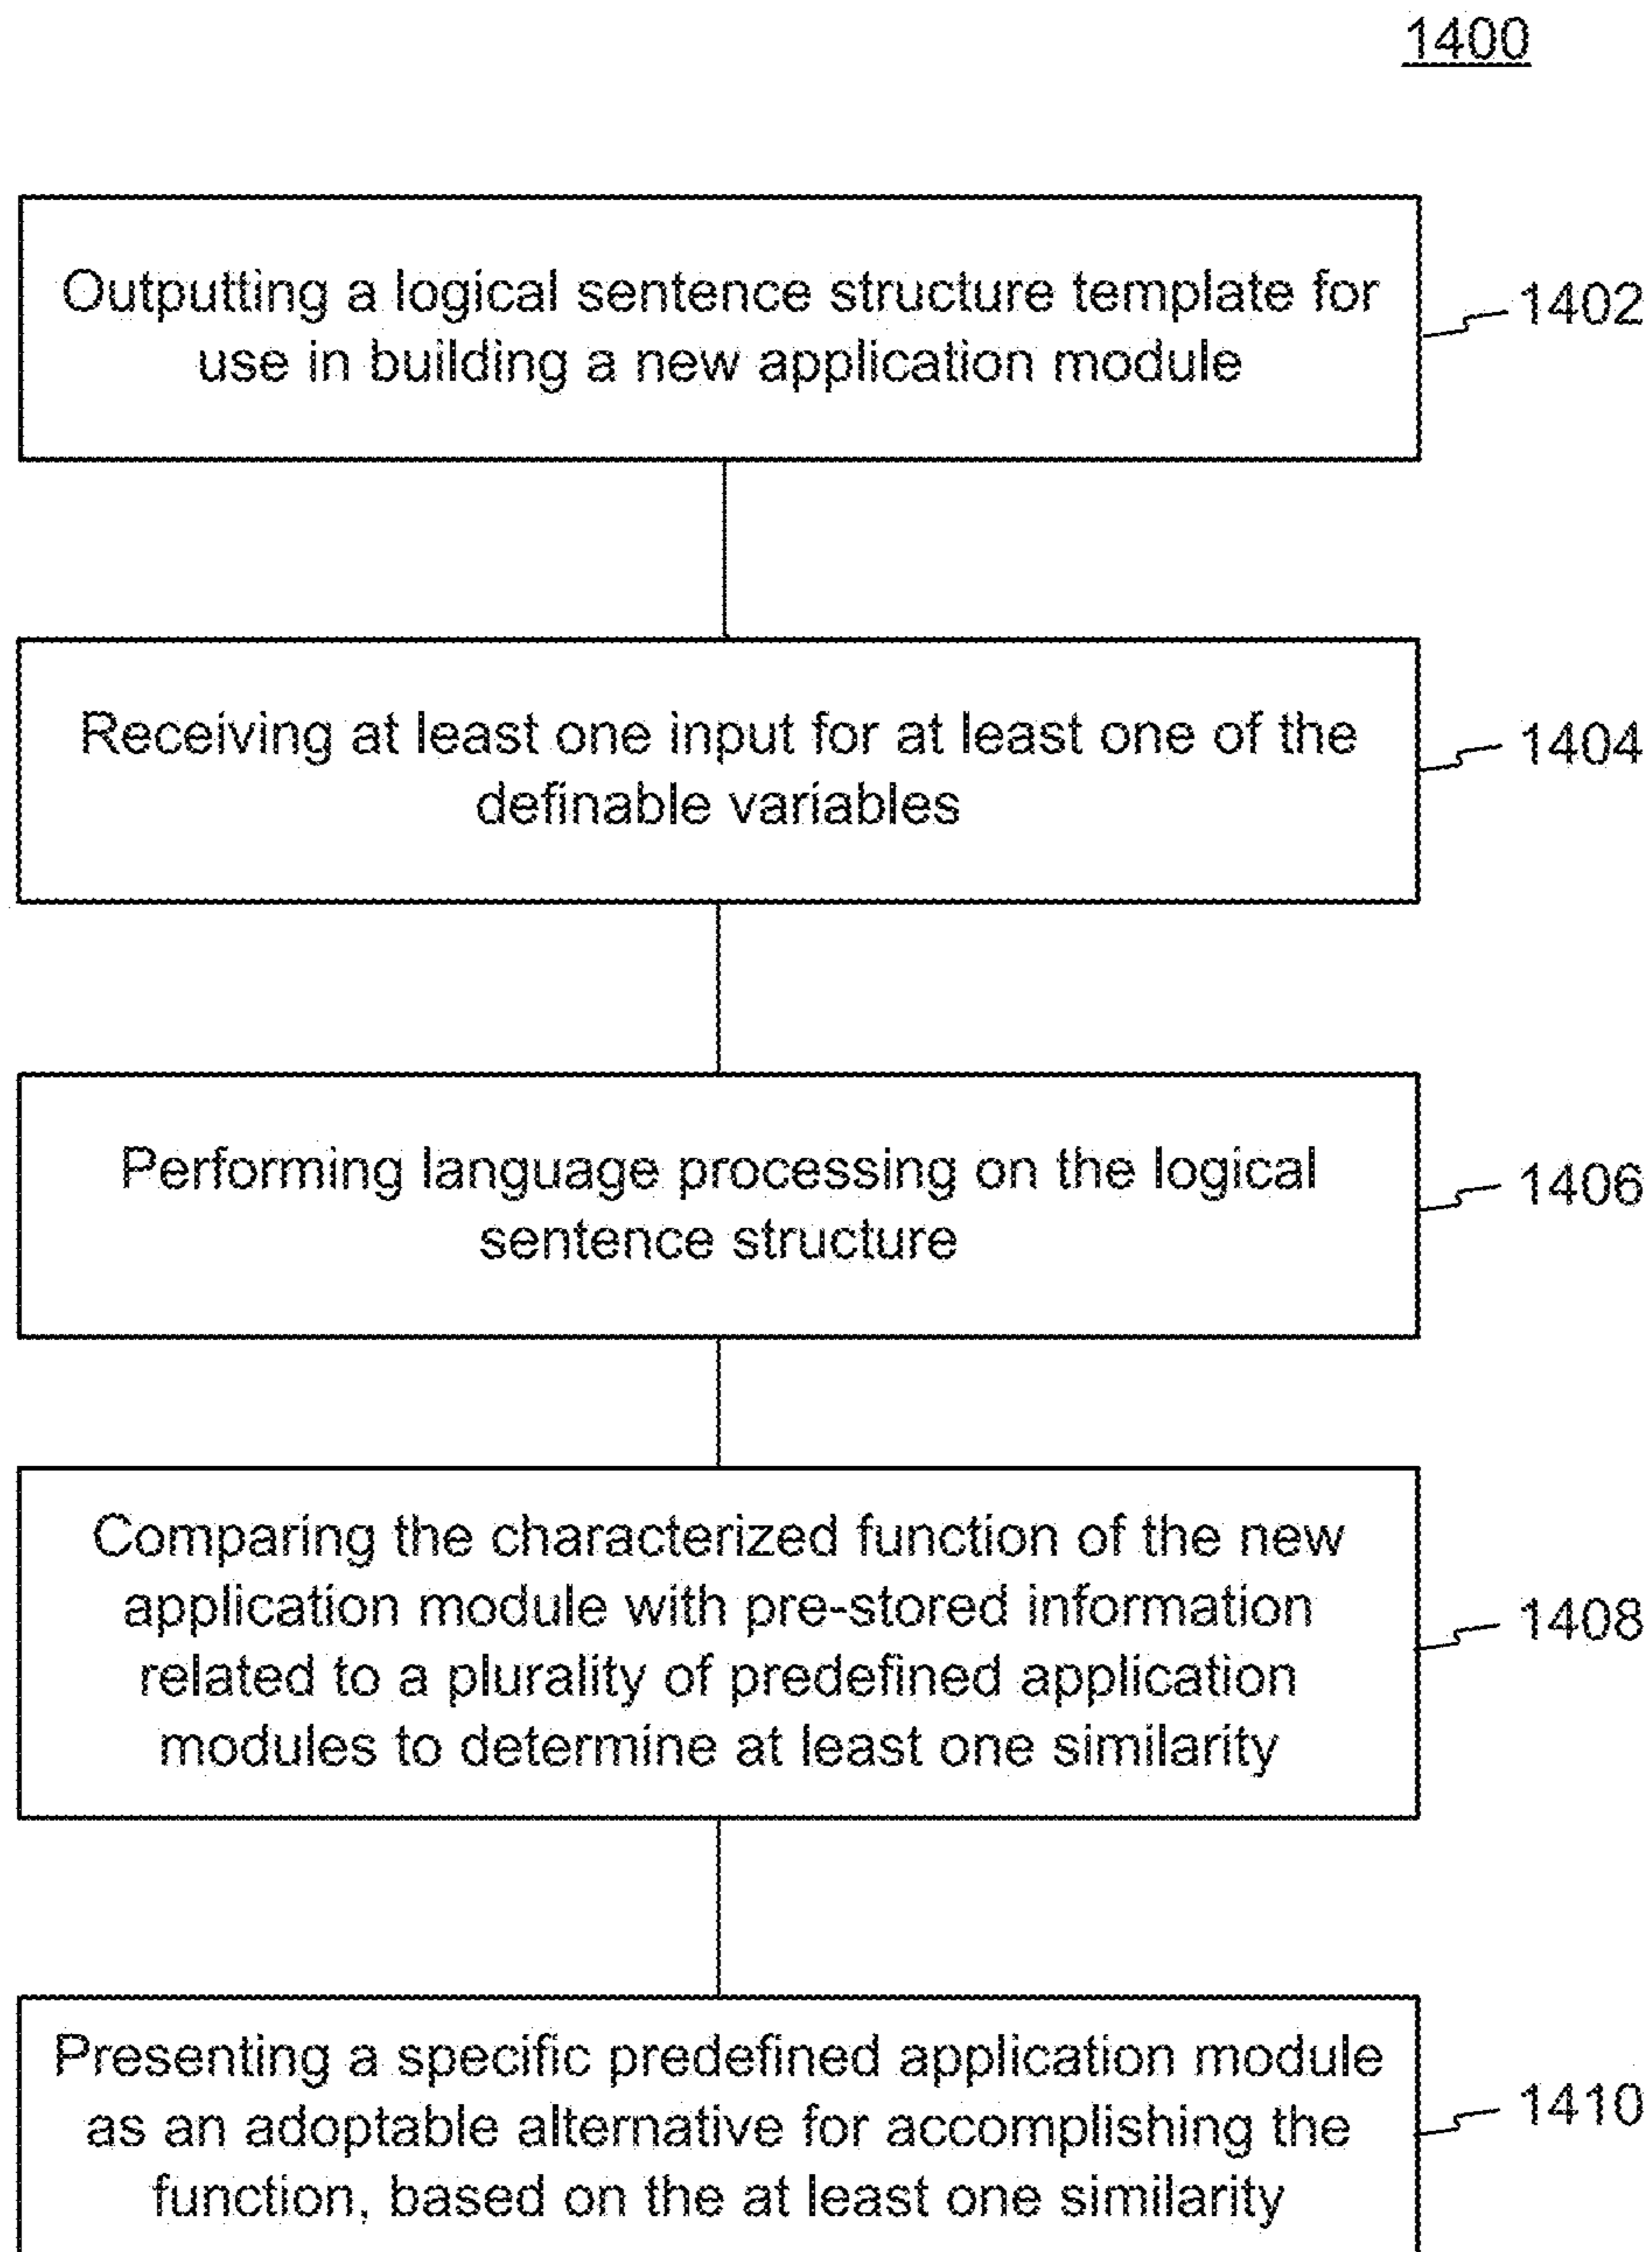 1400
Outputting a logical sentence structure template for
use in building a new application module
1402
Receiving at least one input for at least one of the
definable variables
1404
Performing language processing on the logical
sentence structure
1406
Comparing the characterized function of the new
application module with pre-stored information
related to a plurality of predefined application
modules to determine at least one similarity
1408
Presenting a specific predefined application module
as an adoptable alternative for accomplishing the
function, based on the at least one similarity
1410